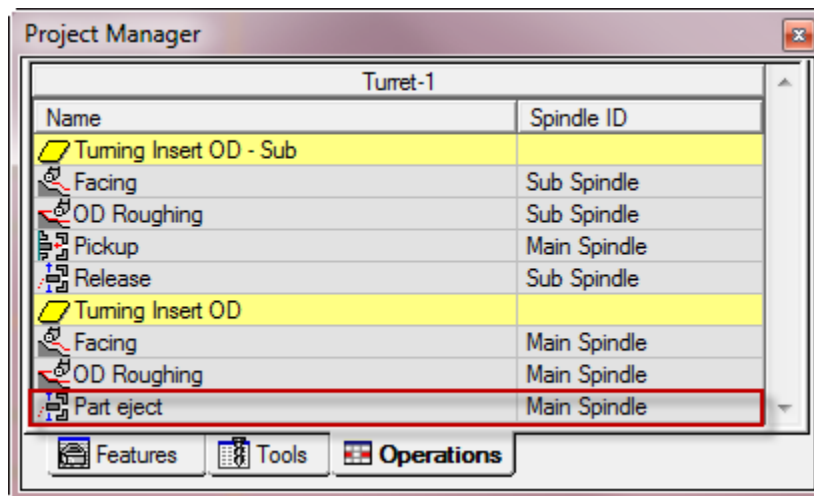 Project Manager
Turret-1
Name Spindle ID
Turning Insert OD - Sub
Facing Sub Spindle
OD Roughing Sub Spindle
Pickup Main Spindle
Release Sub Spindle
Turning Insert OD
Facing Main Spindle
OD Roughing Main Spindle
Part eject Main Spindle
Features Tools Operations